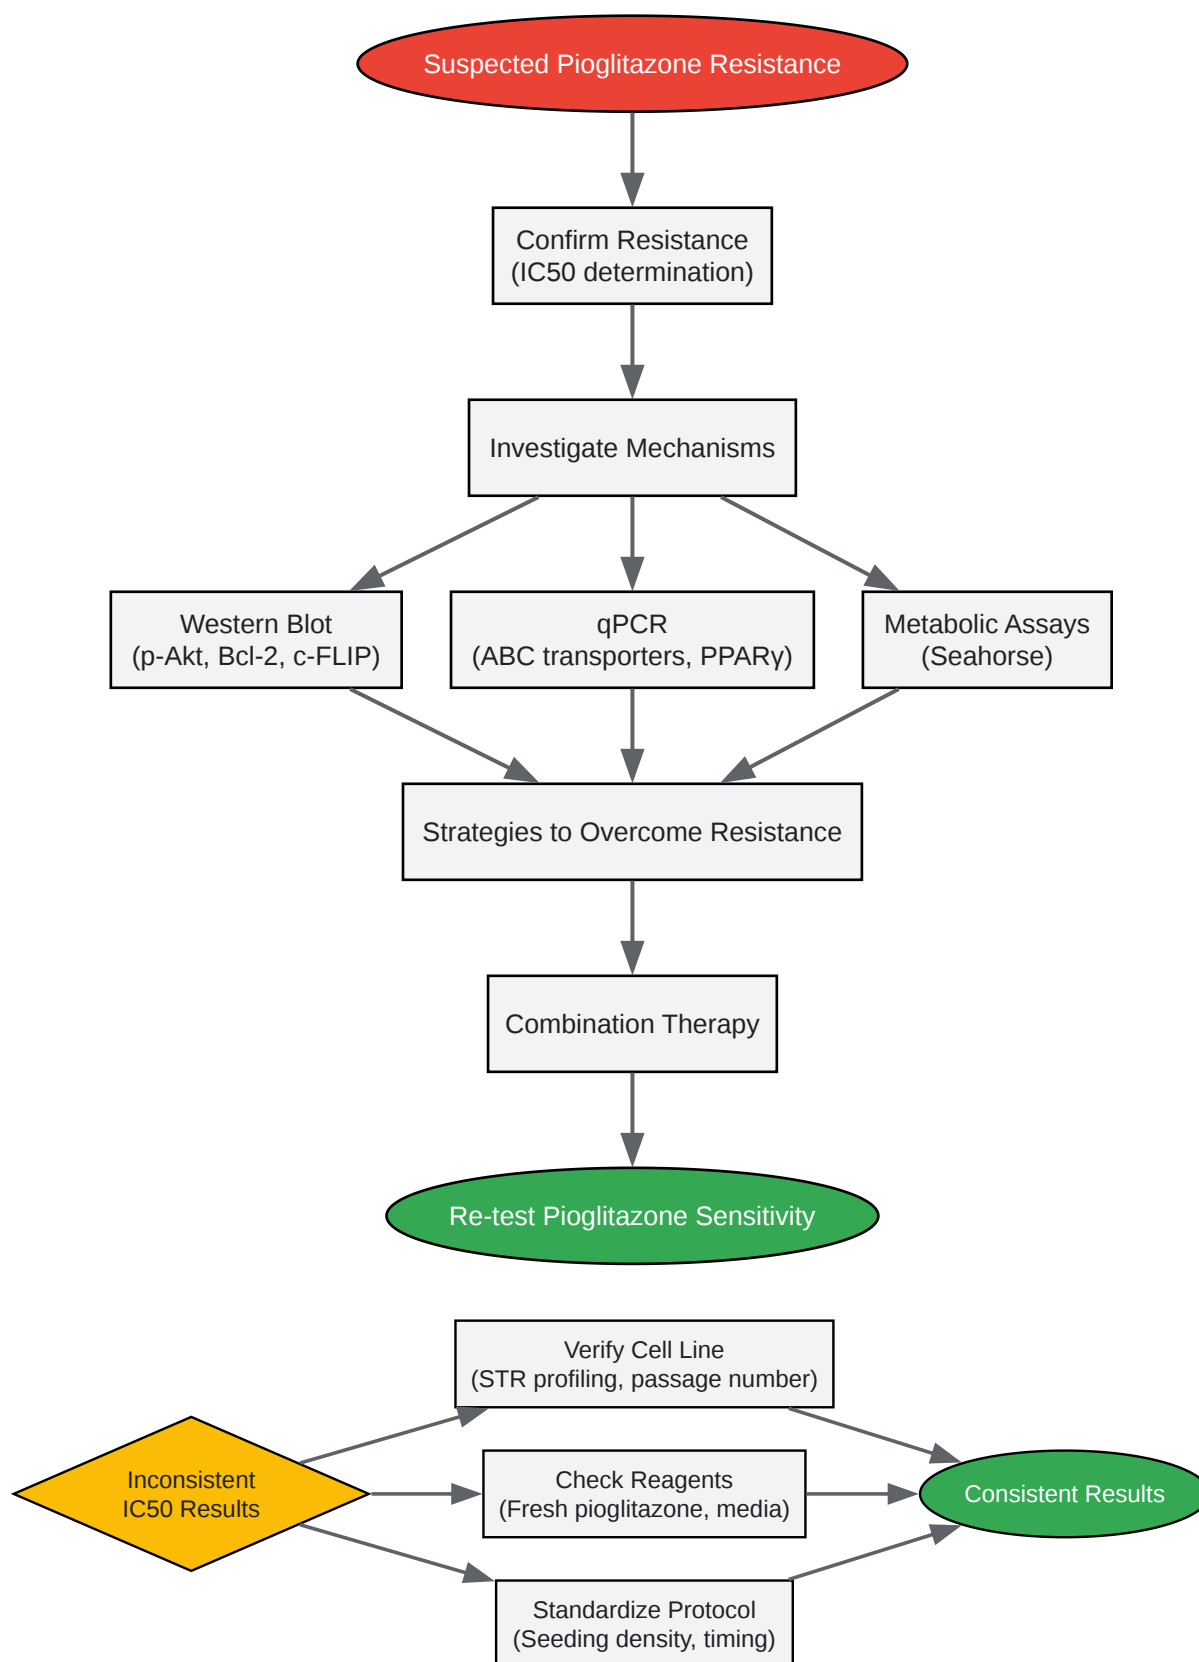 Suspected Pioglitazone Resistance
Confirm Resistance
(IC50 determination)
Investigate Mechanisms
Western Blot
(p-Akt, Bcl-2, c-FLIP)
qPCR
(ABC transporters, PPARγ)
Metabolic Assays
(Seahorse)
Strategies to Overcome Resistance
Combination Therapy
Re-test Pioglitazone Sensitivity
Verify Cell Line
(STR profiling, passage number)
Inconsistent
IC50 Results
Check Reagents
(Fresh pioglitazone, media)
Consistent Results
Standardize Protocol
(Seeding density, timing)